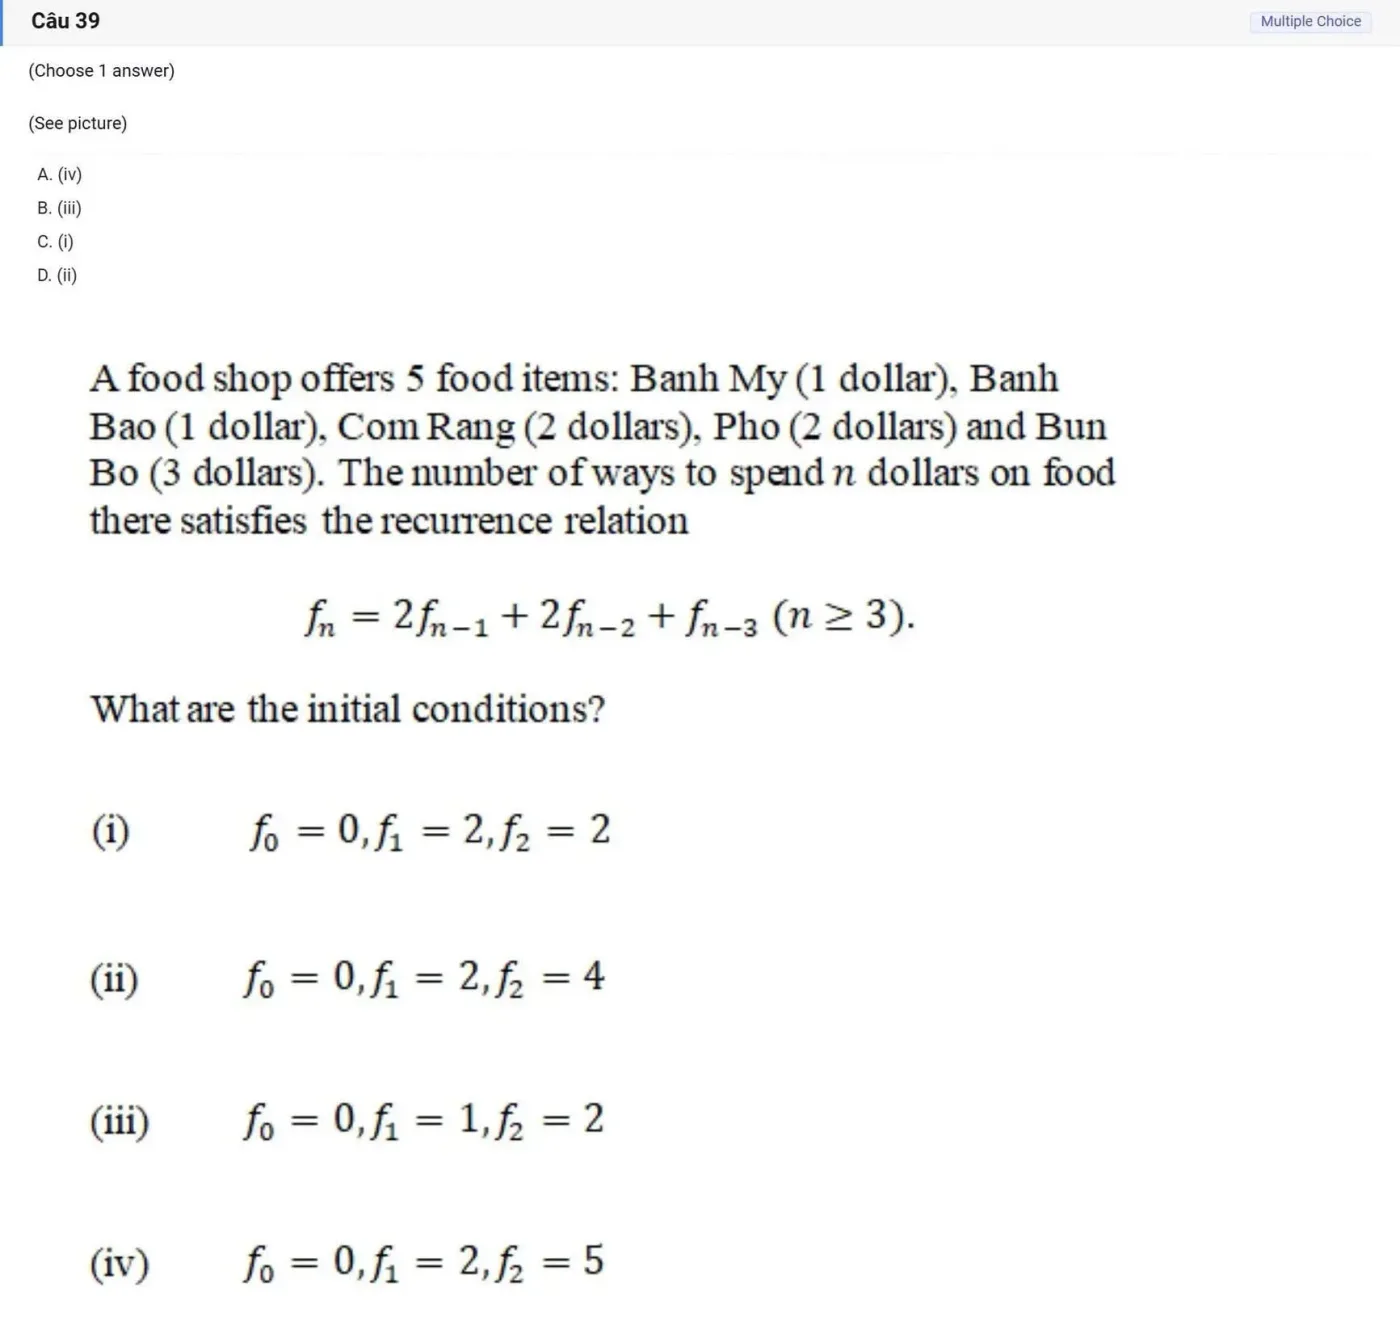 Câu 39
Multiple Choice
(Choose 1 answer)
(See picture)
A. (iv)
B. (iii)
C. (i)
D. (ii)
A food shop offers 5 food items: Banh My (1 dollar), Banh
Bao (1 dollar), Com Rang (2 dollars), Pho (2 dollars) and Bun
Bo (3 dollars). The number of ways to spend n dollars on food
there satisfies the recurrence relation
fₙ = 2fₙ₋₁ + 2fₙ₋₂ + fₙ₋₃ (n ≥ 3).
What are the initial conditions?
(i) f₀ = 0, f₁ = 2, f₂ = 2
(ii) f₀ = 0, f₁ = 2, f₂ = 4
(iii) f₀ = 0, f₁ = 1, f₂ = 2
(iv) f₀ = 0, f₁ = 2, f₂ = 5